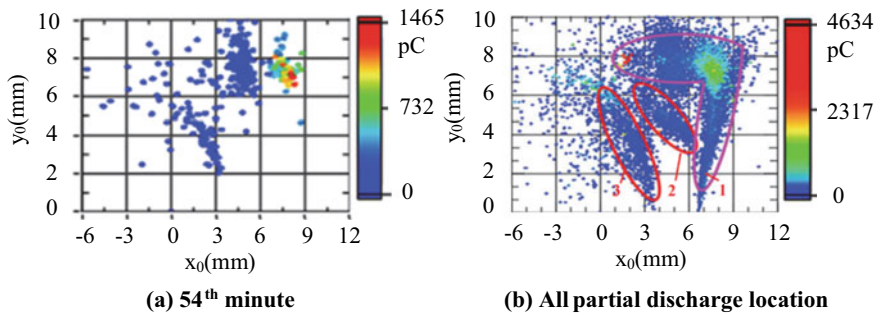 10
8
6
4
2
0
y₀(mm)
-6 -3 0 3 6 9 12
x₀(mm)
1465
pC
732
0
(a) 54th minute
10
8
6
4
2
0
y₀(mm)
3 2 1
-6 -3 0 3 6 9 12
x₀(mm)
4634
pC
2317
0
(b) All partial discharge location